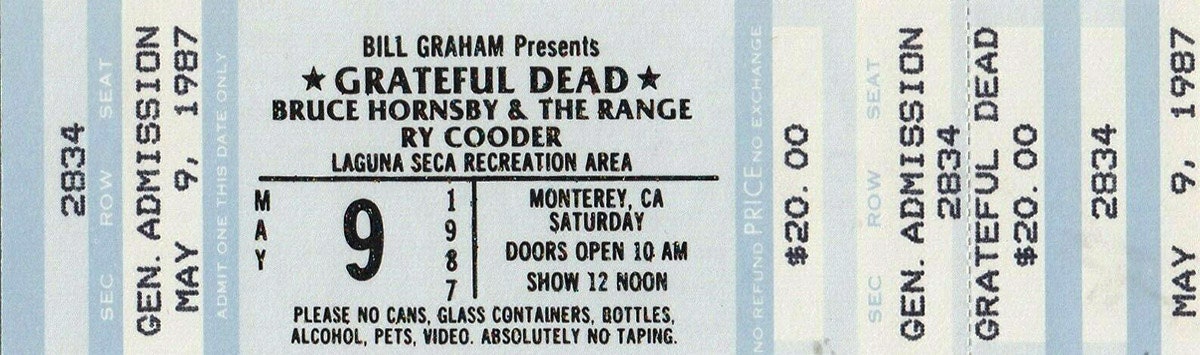 2834
SEC ROW SEAT
GEN. ADMISSION
MAY 9, 1987
ADMIT ONE THIS DATE ONLY
BILL GRAHAM Presents
★ GRATEFUL DEAD ★
BRUCE HORNSBY & THE RANGE
RY COODER
LAGUNA SECA RECREATION AREA
MAY
9
1987
MONTEREY, CA
SATURDAY
DOORS OPEN 10 AM
SHOW 12 NOON
PLEASE NO CANS, GLASS CONTAINERS, BOTTLES,
ALCOHOL, PETS, VIDEO. ABSOLUTELY NO TAPING.
NO REFUND PRICE NO EXCHANGE
$20.00
SEC ROW SEAT
GEN. ADMISSION
2834
GRATEFUL DEAD
$20.00
2834
MAY 9, 1987